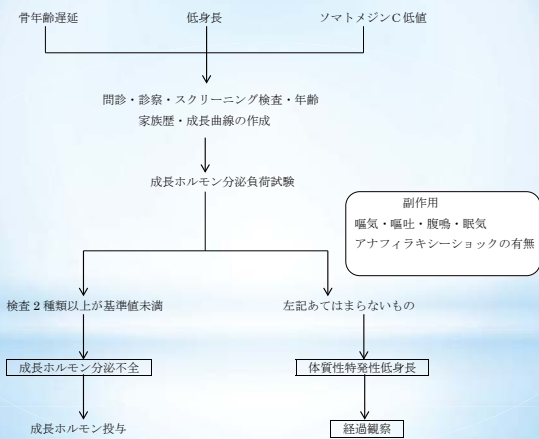 骨年齢遅延
低身長
ソマトメジンC低値
問診・診察・スクリーニング検査・年齢
家族歴・成長曲線の作成
成長ホルモン分泌負荷試験
副作用
嘔気・嘔吐・腹鳴・眠気
アナフィラキシーショックの有無
検査2種類以上が基準値未満
左記あてはまらないもの
成長ホルモン分泌不全
体質性特発性低身長
成長ホルモン投与
経過観察